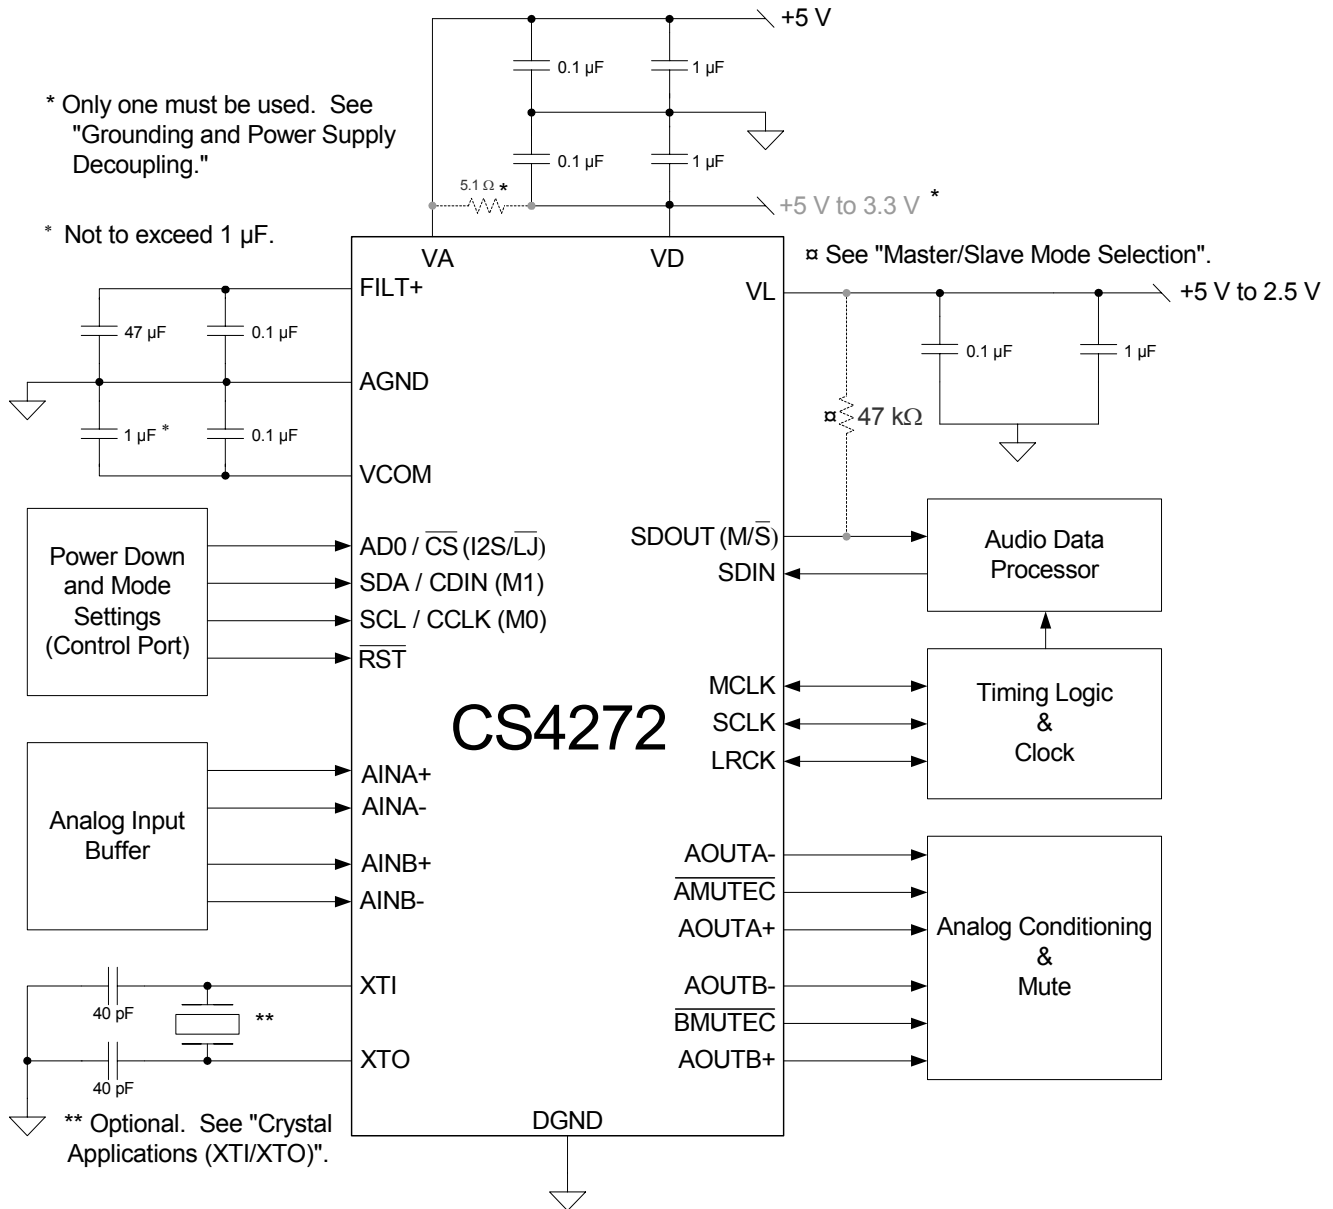 +5 V
0.1 µF
1 µF
* Only one must be used. See
"Grounding and Power Supply
Decoupling."
0.1 µF
1 µF
5.1 Ω *
+5 V to 3.3 V *
* Not to exceed 1 µF.
VA
VD
¤ See "Master/Slave Mode Selection".
FILT+
VL
+5 V to 2.5 V
47 µF
0.1 µF
0.1 µF
1 µF
AGND
¤ 47 kΩ
1 µF *
0.1 µF
VCOM
Power Down
and Mode
Settings
(Control Port)
AD0 / C̅S̅ (I2S/L̅J̅)
SDA / CDIN (M1)
SCL / CCLK (M0)
R̅S̅T̅
SDOUT (M/S̅)
SDIN
Audio Data
Processor
CS4272
MCLK
SCLK
LRCK
Timing Logic
&
Clock
Analog Input
Buffer
AINA+
AINA-
AINB+
AINB-
AOUTA-
A̅M̅U̅T̅E̅C̅
AOUTA+
AOUTB-
B̅M̅U̅T̅E̅C̅
AOUTB+
Analog Conditioning
&
Mute
XTI
40 pF
**
XTO
40 pF
** Optional. See "Crystal
Applications (XTI/XTO)".
DGND